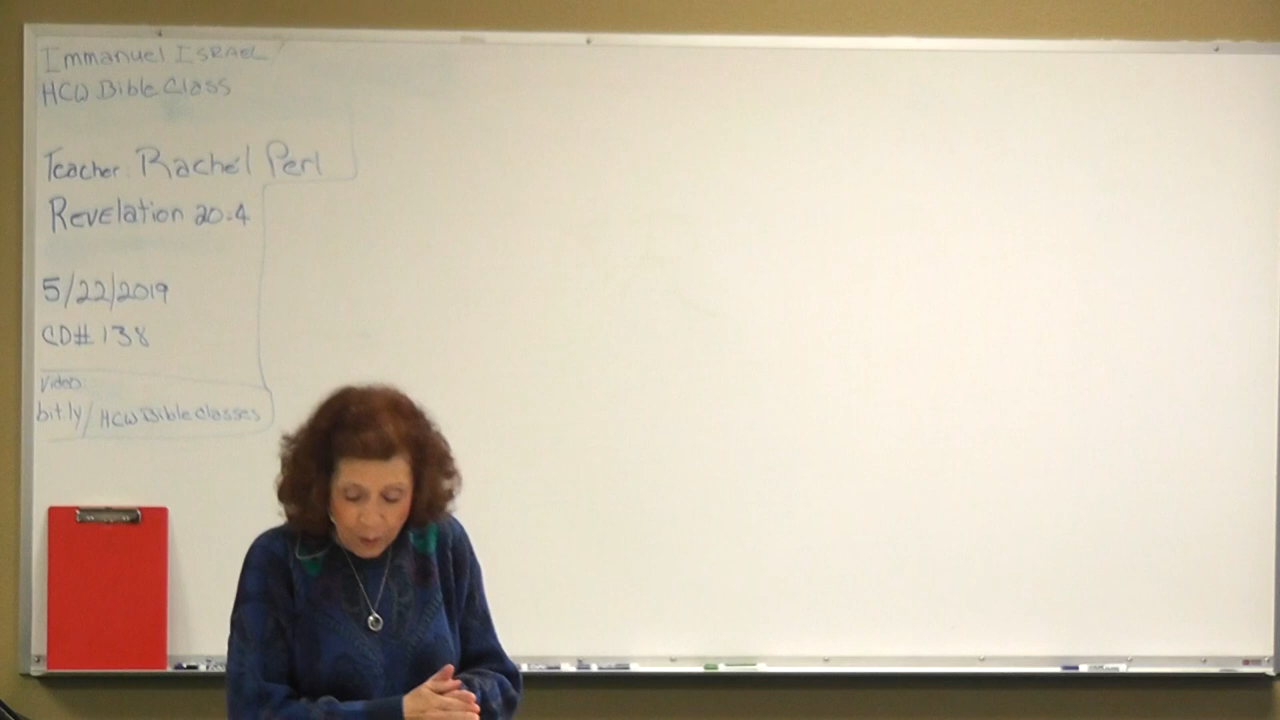 Immanuel ISRAEL
HCW Bible Class
Teacher: Rachel Perl
Revelation 20:4
5/22/2019
CD# 138
Video:
bit.ly/HCWBibleClasses